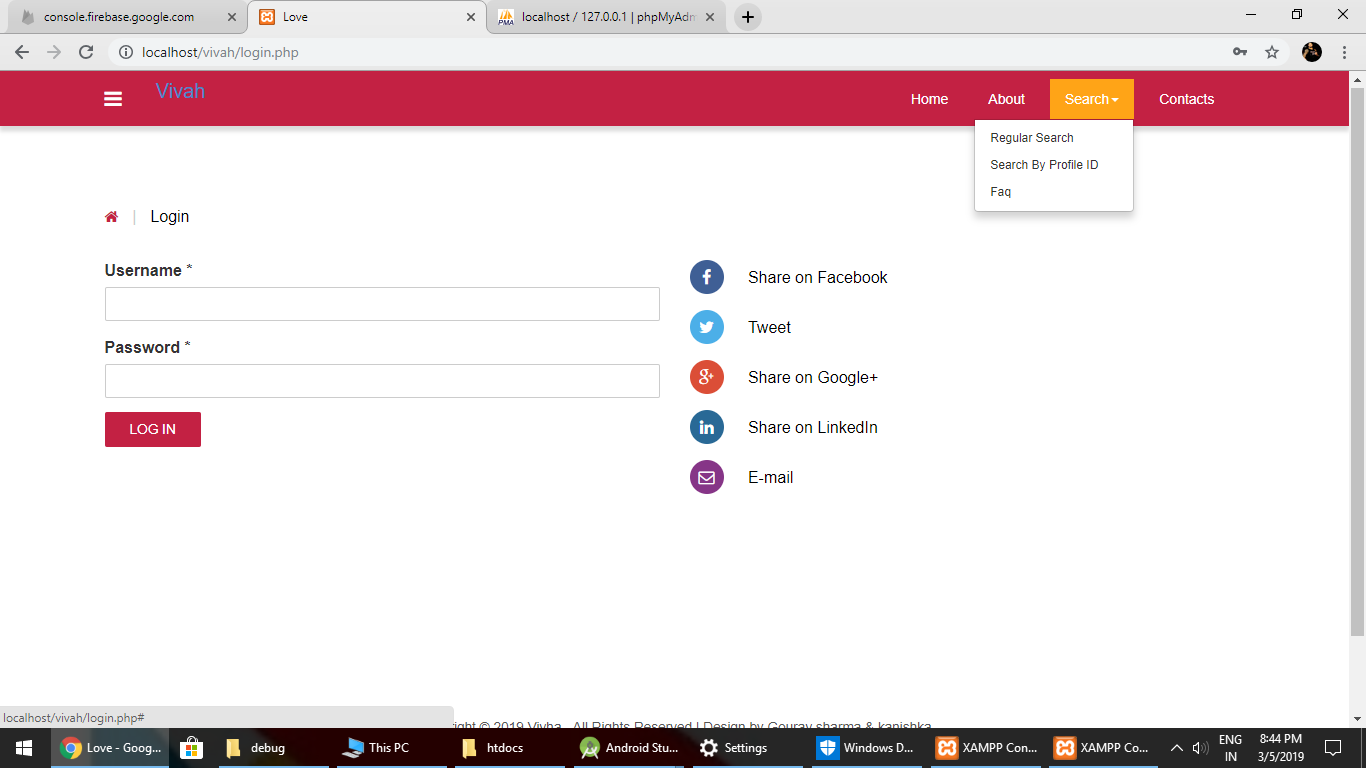 console.firebase.google.com
Love
localhost / 127.0.0.1 | phpMyAdm
localhost/vivah/login.php
Vivah
Home
About
Search
Contacts
Regular Search
Search By Profile ID
Faq
| Login
Username *
Password *
LOG IN
Share on Facebook
Tweet
Share on Google+
Share on LinkedIn
E-mail
localhost/vivah/login.php#
© 2019 Vivha . All Rights Reserved | Design by Gourav sharma & kanishka
Love - Goog...
debug
This PC
htdocs
Android Stu...
Settings
Windows D...
XAMPP Con...
XAMPP Co...
ENG
IN
8:44 PM
3/5/2019